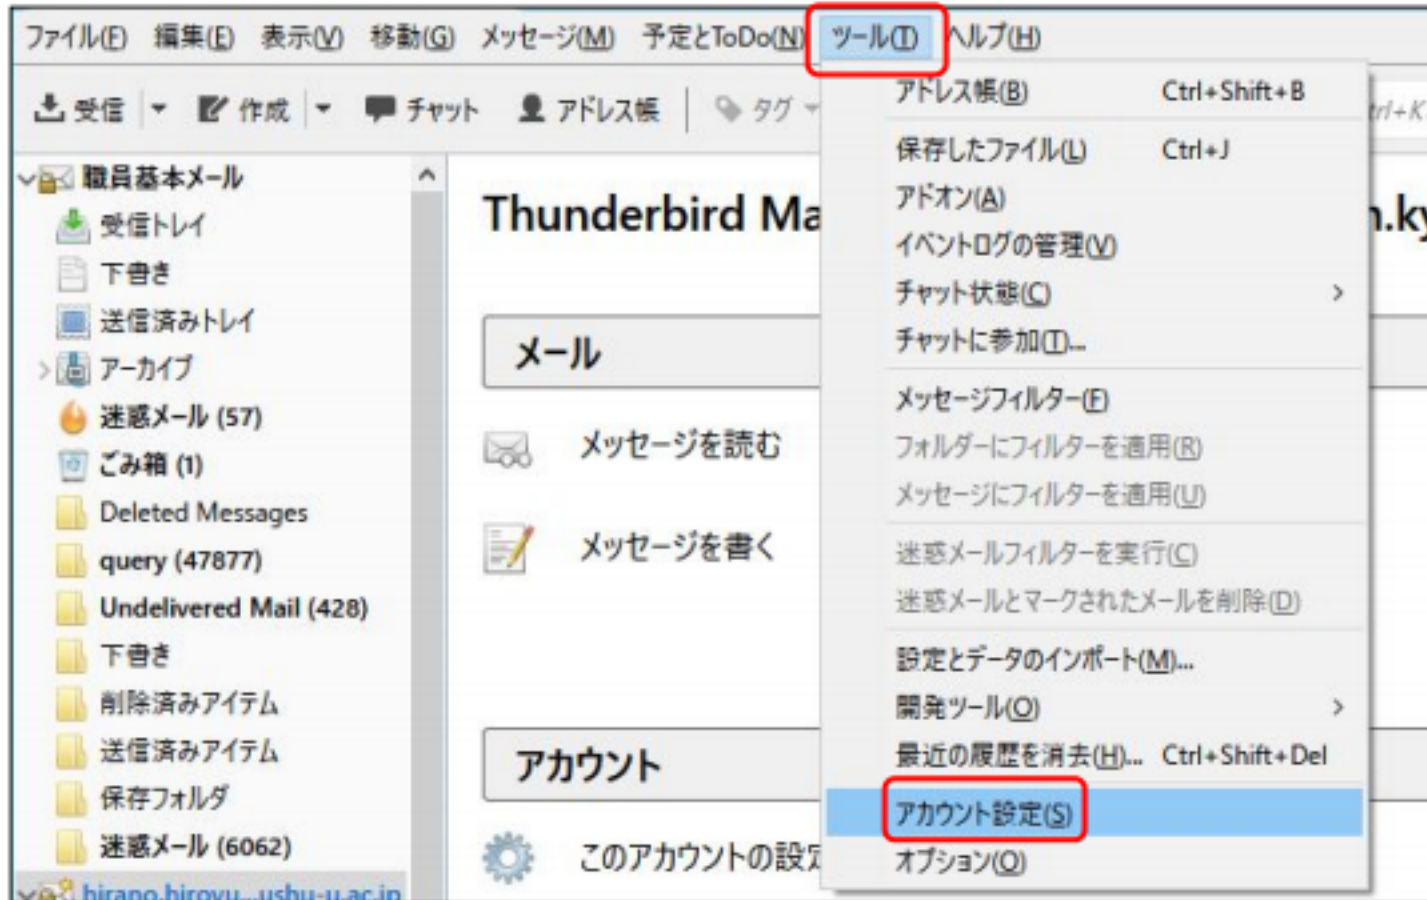 ファイル(F) 編集(E) 表示(V) 移動(G) メッセージ(M) 予定とToDo(N) ツール(T) ヘルプ(H)
受信 作成 チャット アドレス帳 タグ
職員基本メール
受信トレイ
下書き
送信済みトレイ
アーカイブ
迷惑メール (57)
ごみ箱 (1)
Deleted Messages
query (47877)
Undelivered Mail (428)
下書き
削除済みアイテム
送信済みアイテム
保存フォルダ
迷惑メール (6062)
hirano.hiroyu...ushu-u.ac.jp
Thunderbird Ma
メール
メッセージを読む
メッセージを書く
アカウント
このアカウントの設定
アドレス帳(B) Ctrl+Shift+B
保存したファイル(L) Ctrl+J
アドオン(A)
イベントログの管理(V)
チャット状態(C)
チャットに参加(T)...
メッセージフィルター(F)
フォルダーにフィルターを適用(R)
メッセージにフィルターを適用(U)
迷惑メールフィルターを実行(C)
迷惑メールとマークされたメールを削除(D)
設定とデータのインポート(M)...
開発ツール(O)
最近の履歴を消去(H)... Ctrl+Shift+Del
アカウント設定(S)
オプション(O)
trl+K
n.ky